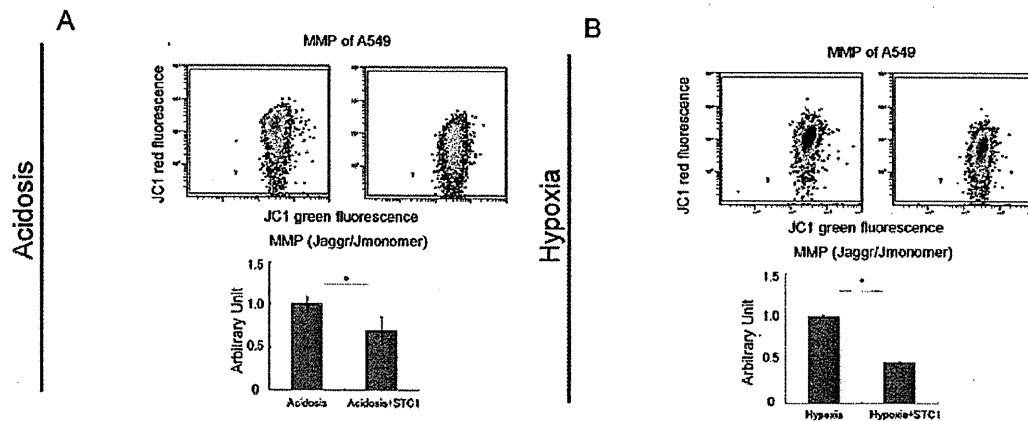 A
Acidosis
MMP of A549
JC1 red fluorescence
JC1 green fluorescence
MMP (Jaggr/Jmonomer)
Arbitrary Unit
1.5
1.0
0.5
0
*
Acidosis
Acidosis+STC1
B
Hypoxia
MMP of A549
JC1 red fluorescence
JC1 green fluorescence
MMP (Jaggr/Jmonomer)
Arbitrary Unit
1.5
1.0
0.5
0
*
Hypoxia
Hypoxia+STC1